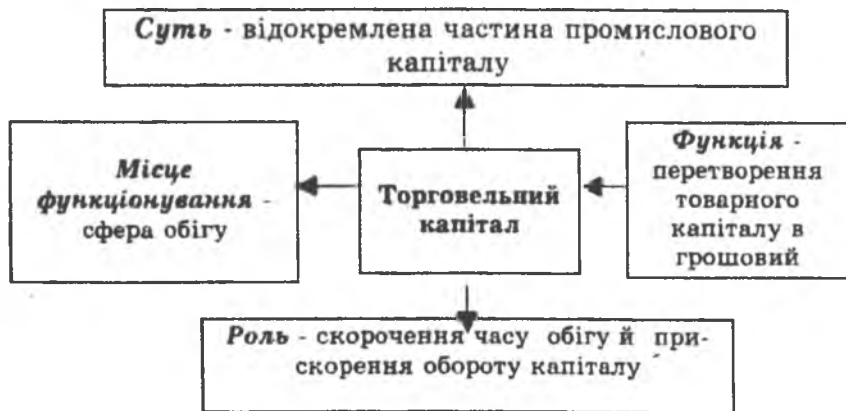 Суть - відокремлена частина промислового
капіталу
Місце
функціонування -
сфера обігу
Торговельний
капітал
Функція -
перетворення
товарного
капіталу в
грошовий
Роль - скорочення часу обігу й при-
скорення обороту капіталу